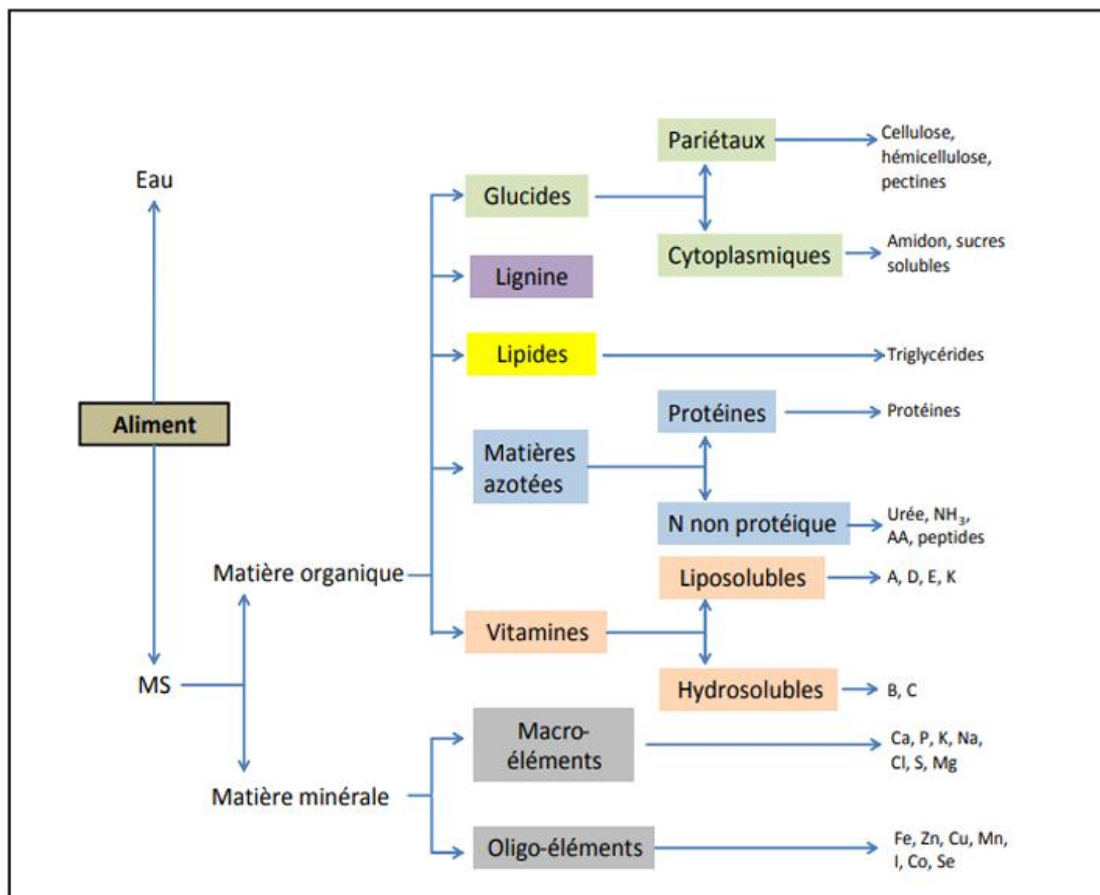 Eau
Aliment
MS
Matière organique
Matière minérale
Glucides
Pariétaux
Cellulose,
hémicellulose,
pectines
Cytoplasmiques
Amidon, sucres
solubles
Lignine
Lipides
Triglycérides
Matières
azotées
Protéines
Protéines
N non protéique
Urée, NH₃,
AA, peptides
Vitamines
Liposolubles
A, D, E, K
Hydrosolubles
B, C
Macro-
éléments
Ca, P, K, Na,
Cl, S, Mg
Oligo-éléments
Fe, Zn, Cu, Mn,
I, Co, Se